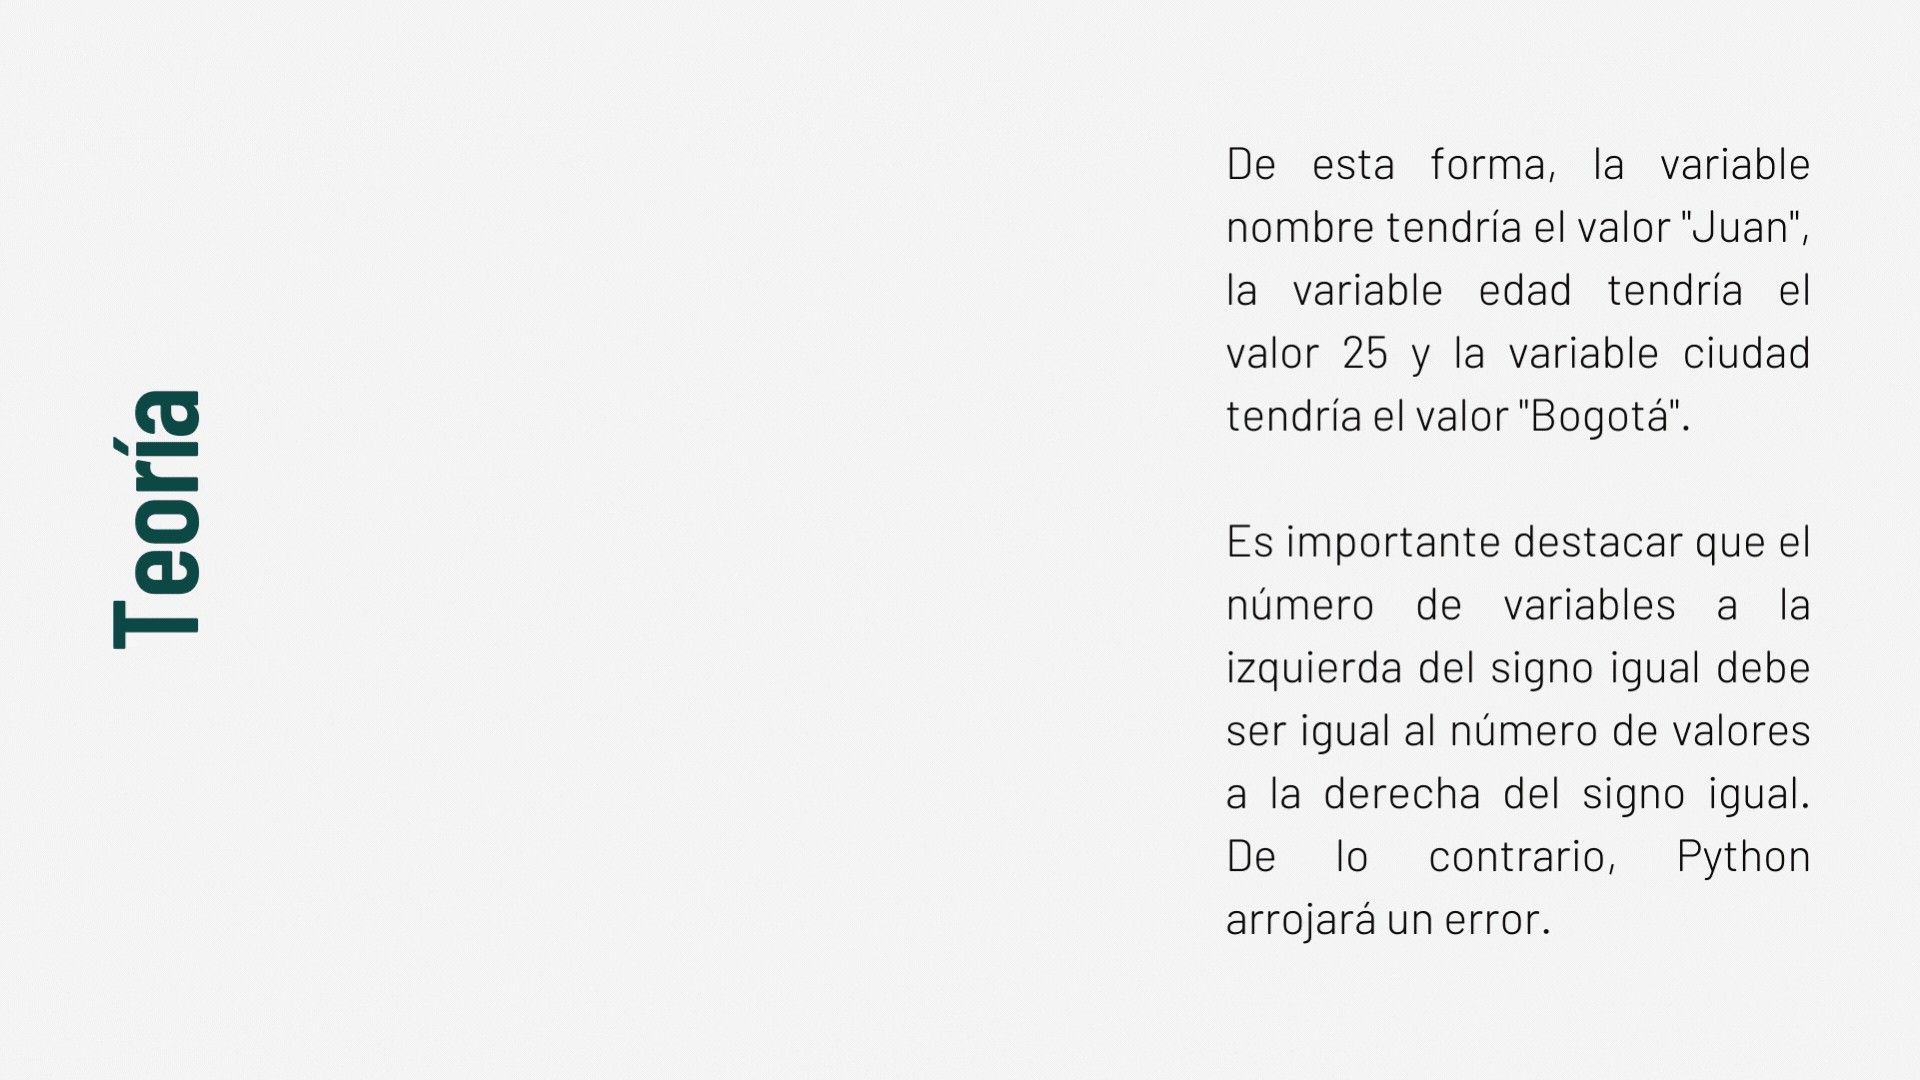 Teoría
De esta forma, la variable
nombre tendría el valor "Juan",
la variable edad tendría el
valor 25 y la variable ciudad
tendría el valor "Bogotá".
Es importante destacar que el
número de variables a la
izquierda del signo igual debe
ser igual al número de valores
a la derecha del signo igual.
De lo contrario, Python
arrojará un error.